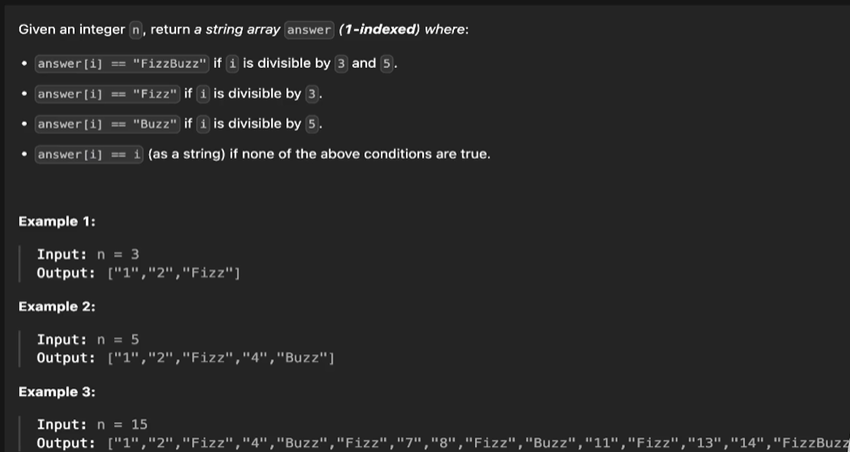 Given an integer n, return a string array answer (1-indexed) where:
• answer[i] == "FizzBuzz" if i is divisible by 3 and 5.
• answer[i] == "Fizz" if i is divisible by 3.
• answer[i] == "Buzz" if i is divisible by 5.
• answer[i] == i (as a string) if none of the above conditions are true.
Example 1:
Input: n = 3
Output: ["1","2","Fizz"]
Example 2:
Input: n = 5
Output: ["1","2","Fizz","4","Buzz"]
Example 3:
Input: n = 15
Output: ["1","2","Fizz","4","Buzz","Fizz","7","8","Fizz","Buzz","11","Fizz","13","14","FizzBuzz